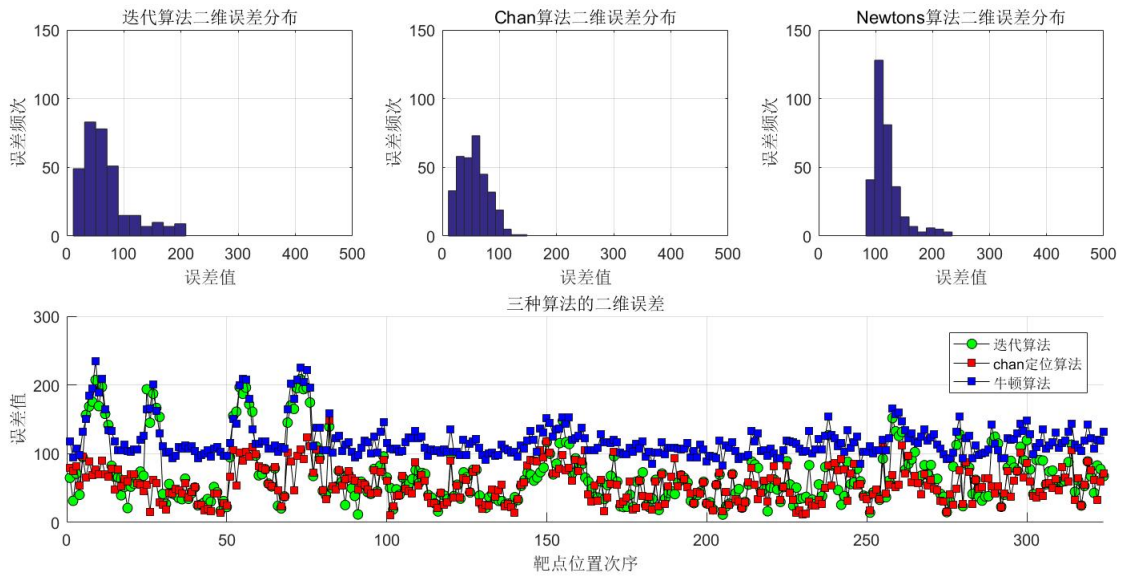 迭代算法二维误差分布
150
100
50
0
0 100 200 300 400 500
误差频次
误差值
Chan算法二维误差分布
150
100
50
0
0 100 200 300 400 500
误差频次
误差值
Newtons算法二维误差分布
150
100
50
0
0 100 200 300 400 500
误差频次
误差值
三种算法的二维误差
300
200
100
0
0 50 100 150 200 250 300
误差值
靶点位置次序
迭代算法
chan定位算法
牛顿算法